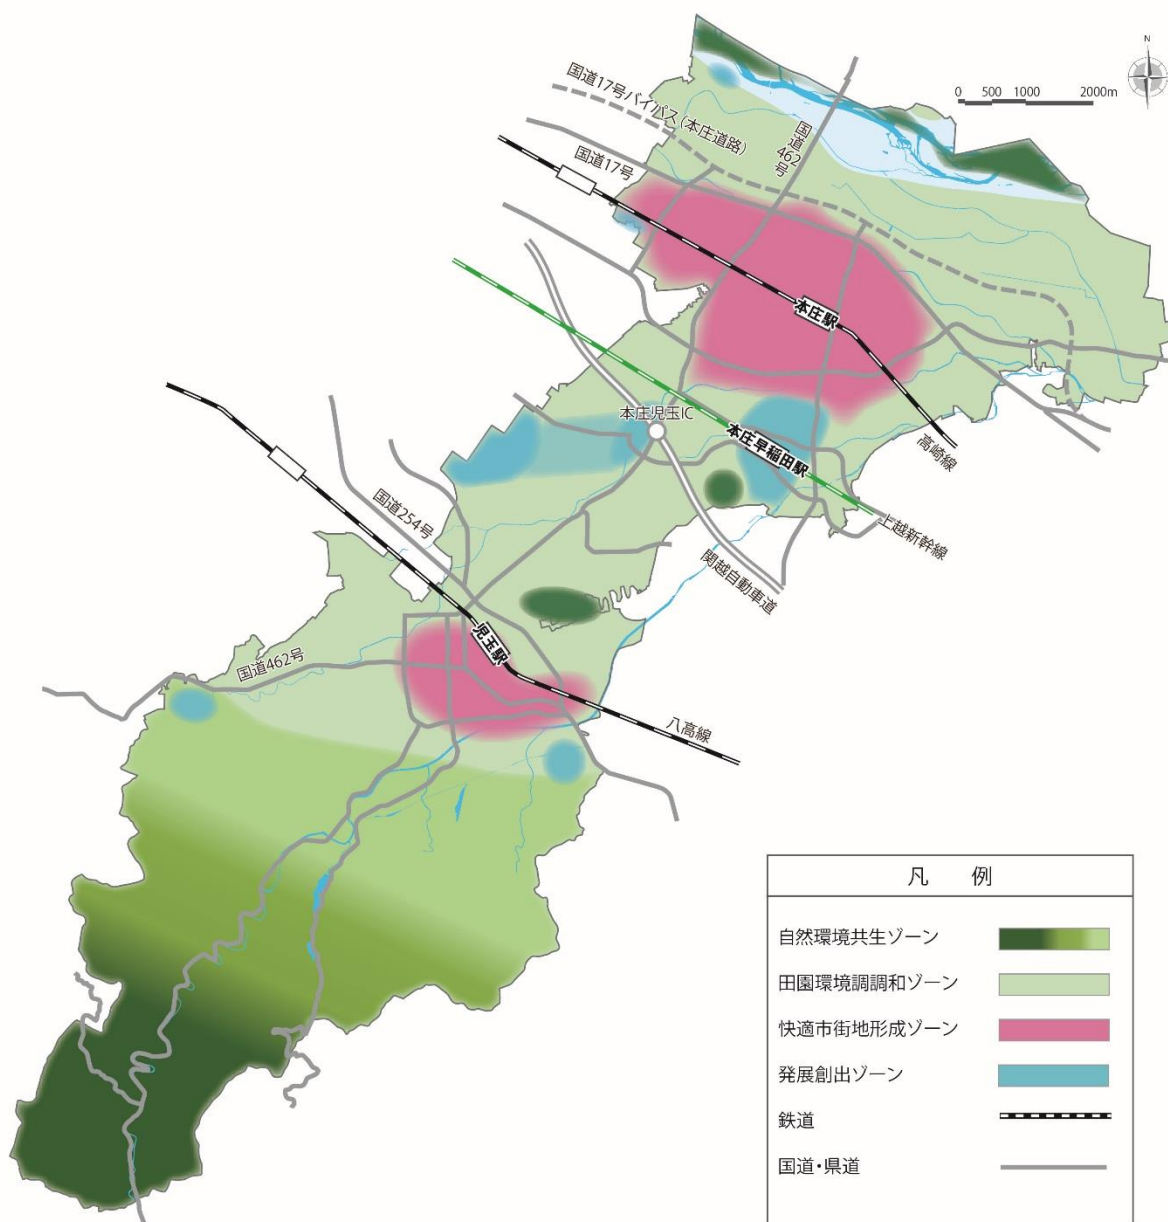 N
0 500 1000 2000m
国道17号バイパス(本庄道路)
国道462号
国道17号
本庄駅
本庄児玉IC
本庄早稲田駅
高崎線
上越新幹線
国道254号
関越自動車道
児玉駅
国道462号
八高線
凡 例
自然環境共生ゾーン
田園環境調調和ゾーン
快適市街地形成ゾーン
発展創出ゾーン
鉄道
国道・県道